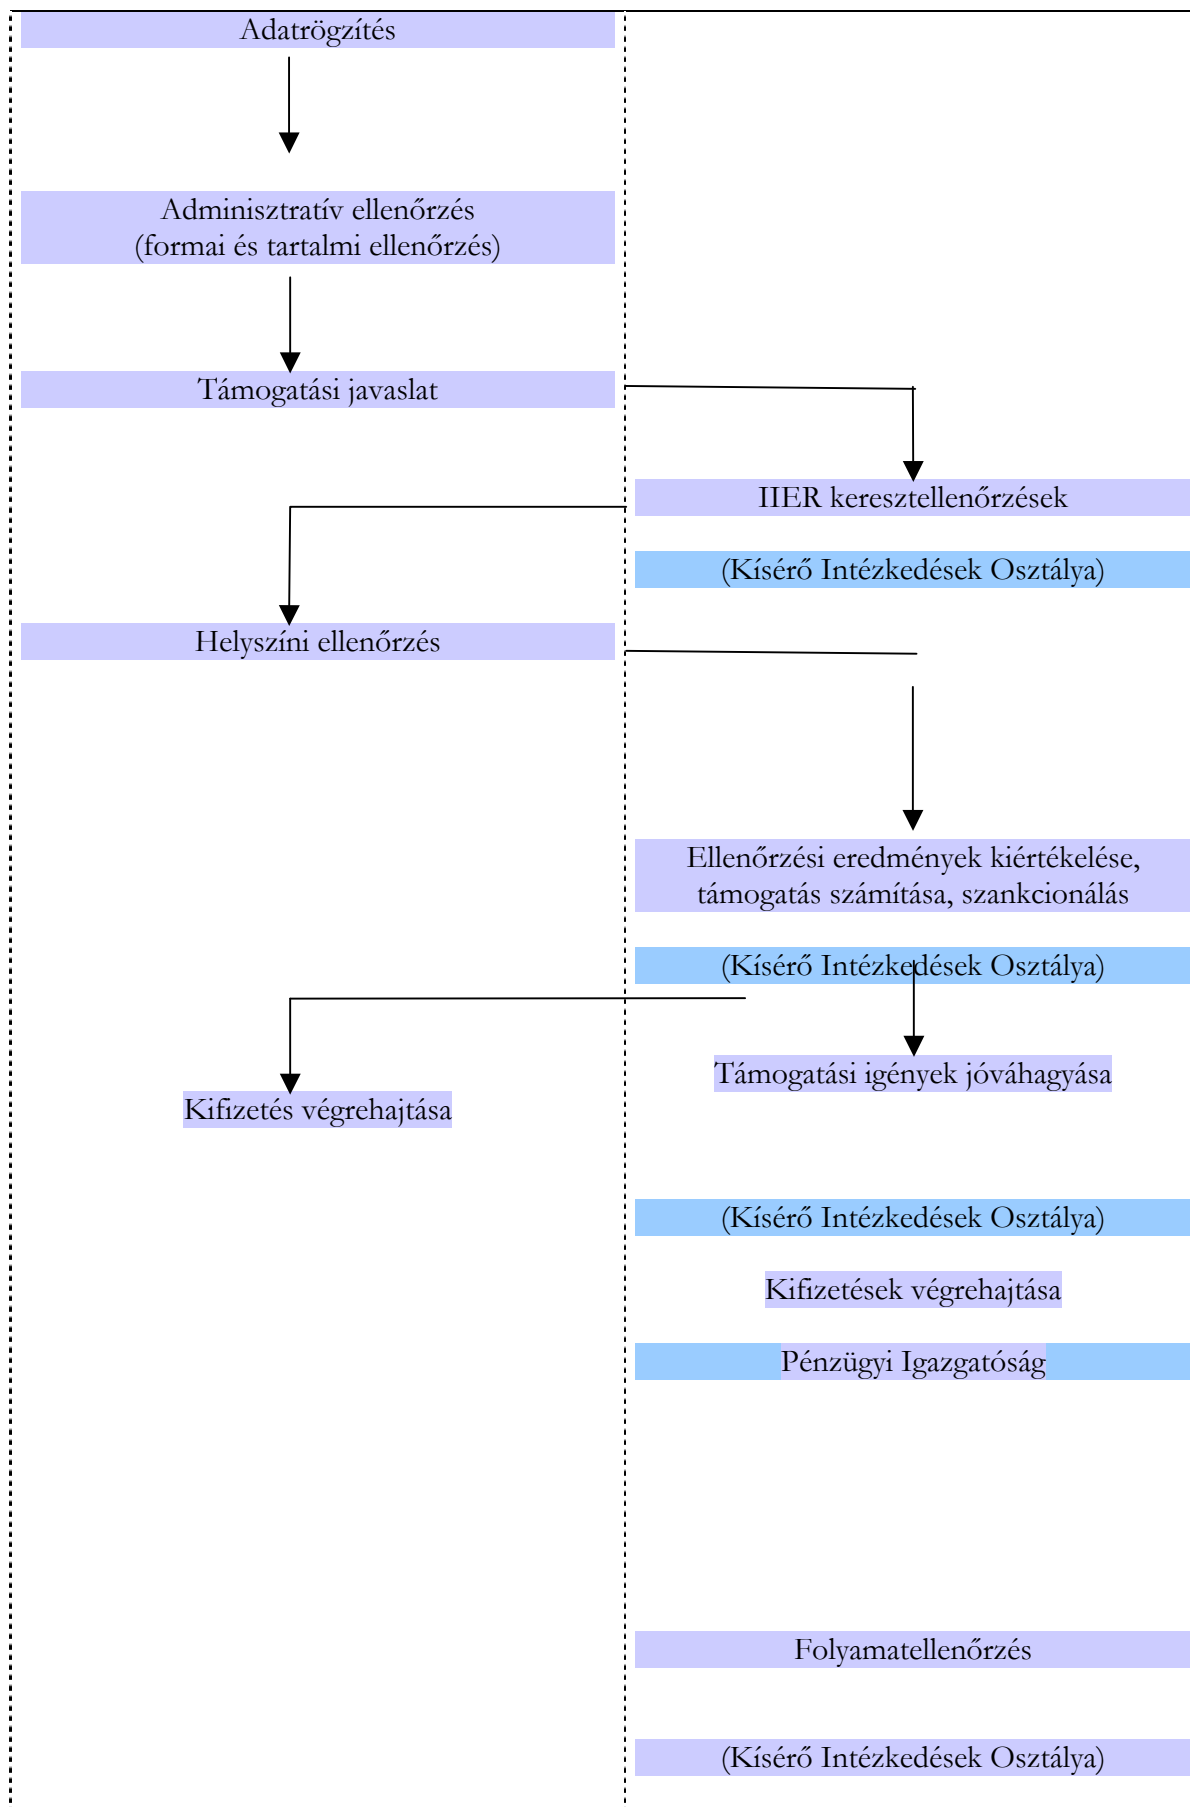 Adatrögzítés
Adminisztratív ellenőrzés
(formai és tartalmi ellenőrzés)
Támogatási javaslat
IIER keresztellenőrzések
(Kísérő Intézkedések Osztálya)
Helyszíni ellenőrzés
Ellenőrzési eredmények kiértékelése,
támogatás számítása, szankcionálás
(Kísérő Intézkedések Osztálya)
Támogatási igények jóváhagyása
Kifizetés végrehajtása
(Kísérő Intézkedések Osztálya)
Kifizetések végrehajtása
Pénzügyi Igazgatóság
Folyamatellenőrzés
(Kísérő Intézkedések Osztálya)